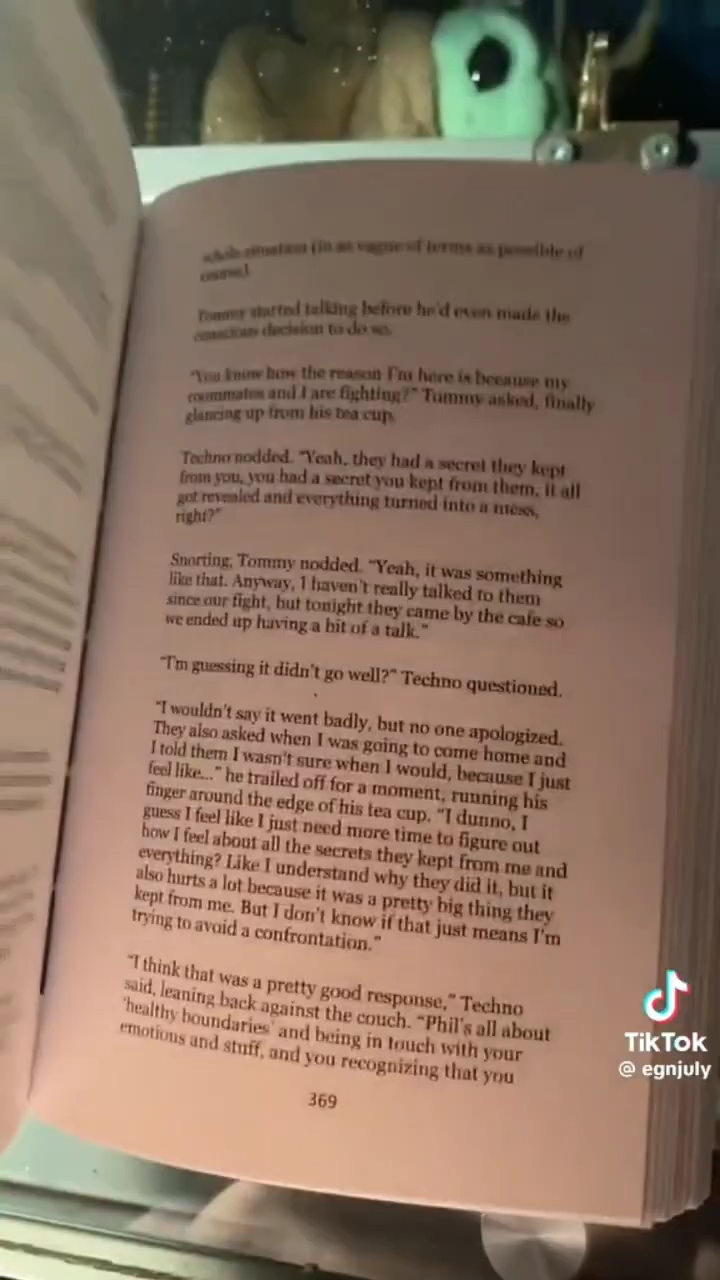 whole situation (in as vague of terms as possible of
course).
Tommy started talking before he'd even made the
conscious decision to do so.
"You know how the reason I'm here is because my
roommates and I are fighting?" Tommy asked, finally
glancing up from his tea cup.
Techno nodded. "Yeah, they had a secret they kept
from you, you had a secret you kept from them, it all
got revealed and everything turned into a mess,
right?"
Snorting, Tommy nodded. "Yeah, it was something
like that. Anyway, I haven't really talked to them
since our fight, but tonight they came by the cafe so
we ended up having a bit of a talk."
"I'm guessing it didn't go well?" Techno questioned.
"I wouldn't say it went badly, but no one apologized.
They also asked when I was going to come home and
I told them I wasn't sure when I would, because I just
feel like..." he trailed off for a moment, running his
finger around the edge of his tea cup. "I dunno, I
guess I feel like I just need more time to figure out
how I feel about all the secrets they kept from me and
everything? Like I understand why they did it, but it
also hurts a lot because it was a pretty big thing they
kept from me. But I don't know if that just means I'm
trying to avoid a confrontation."
"I think that was a pretty good response," Techno
said, leaning back against the couch. "Phil's all about
'healthy boundaries' and being in touch with your
emotions and stuff, and you recognizing that you
369
TikTok
@ egnjuly